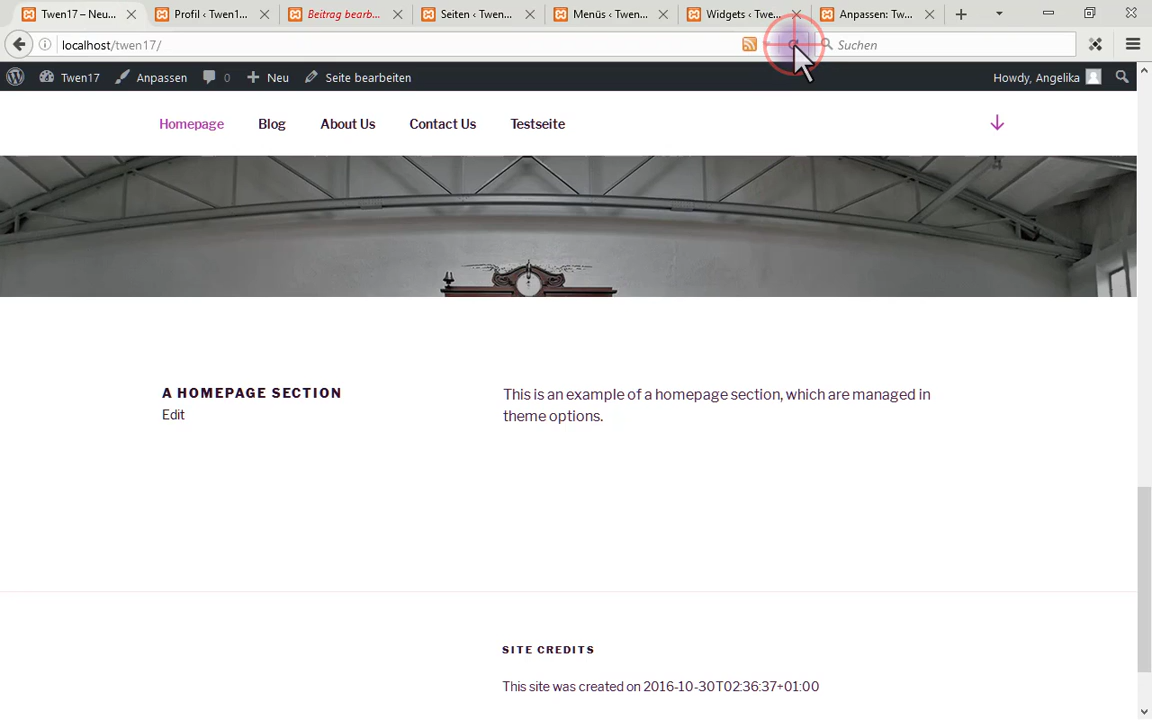 Twen17 – Neu...
Profil ‹ Twen1...
Beitrag bearb...
Seiten ‹ Twen...
Menüs ‹ Twen...
Widgets ‹ Twe...
Anpassen: Tw...
localhost/twen17/
Suchen
Twen17
Anpassen
0
Neu
Seite bearbeiten
Howdy, Angelika
Homepage
Blog
About Us
Contact Us
Testseite
A HOMEPAGE SECTION
Edit
This is an example of a homepage section, which are managed in
theme options.
SITE CREDITS
This site was created on 2016-10-30T02:36:37+01:00